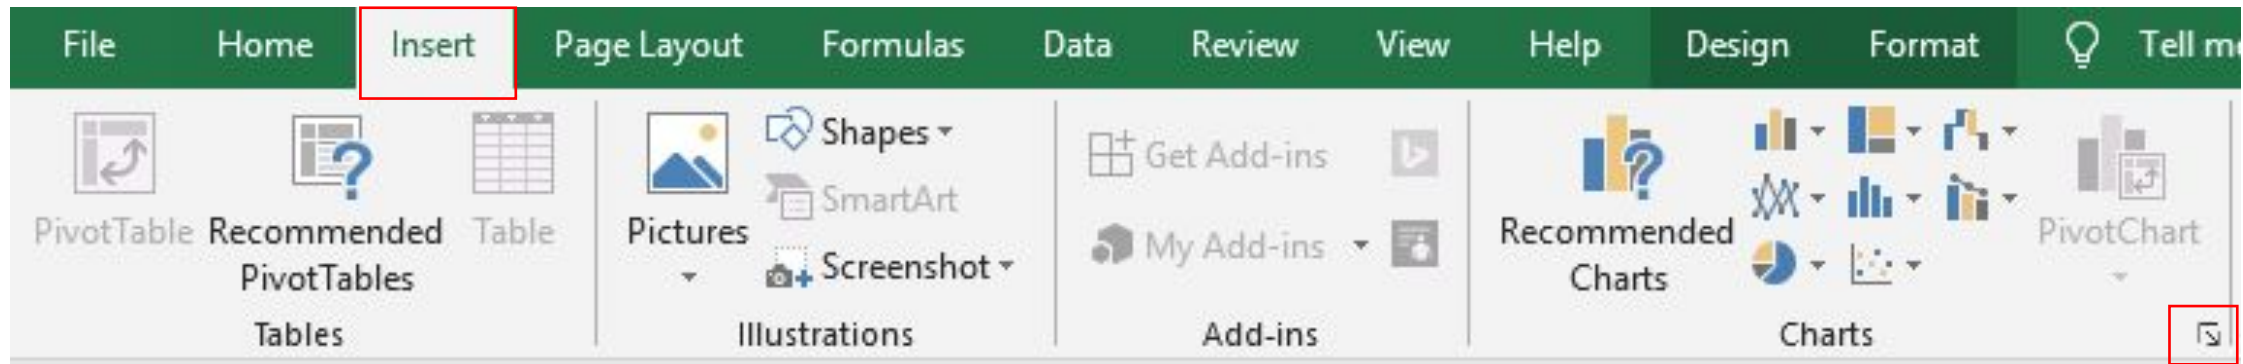 File Home Insert Page Layout Formulas Data Review View Help Design Format Tell me
PivotTable
Recommended
PivotTables
Table
Tables
Pictures
Shapes
SmartArt
Screenshot
Illustrations
Get Add-ins
My Add-ins
Add-ins
Recommended
Charts
PivotChart
Charts